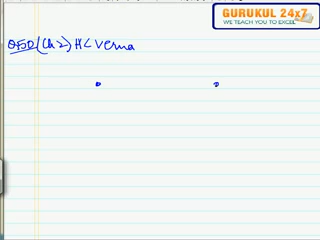 GURUKUL 24x7
WE TEACH YOU TO EXCEL
Q50 (Ch 2) HC Verma